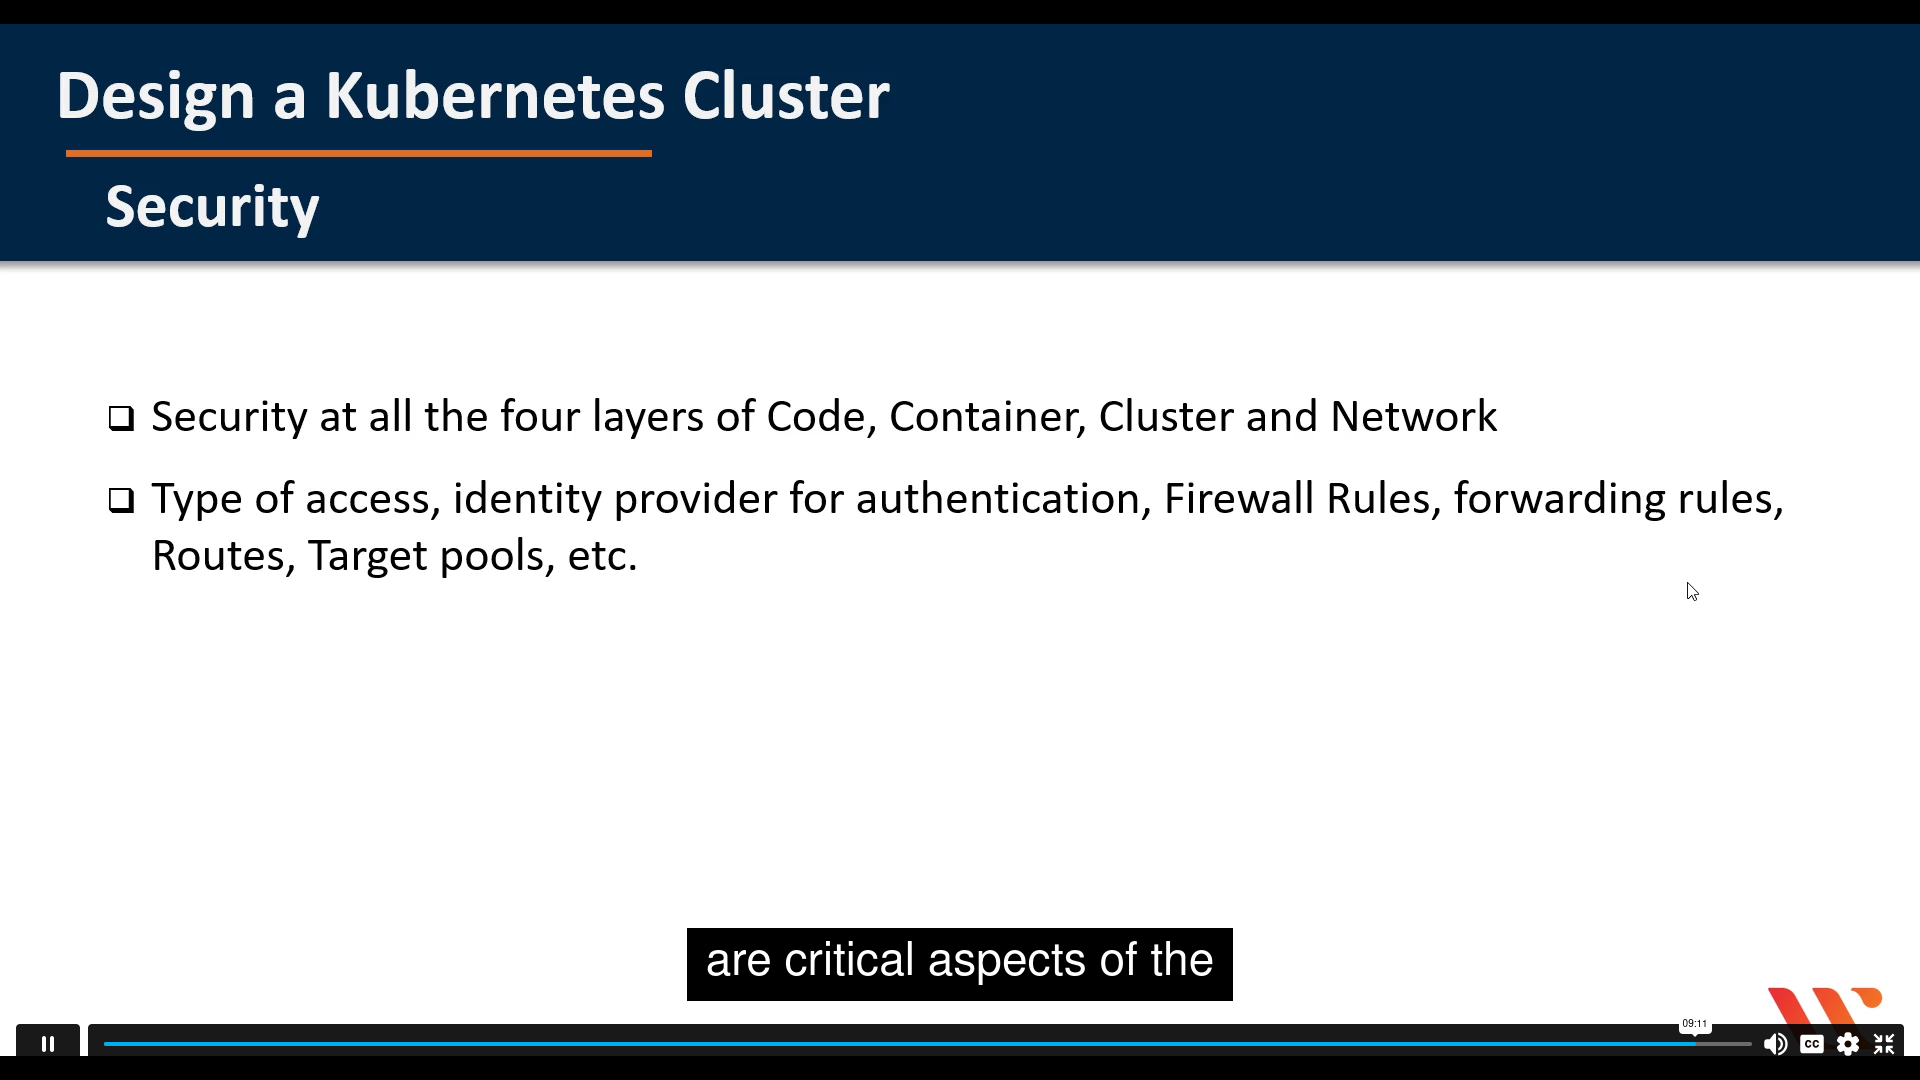 Design a Kubernetes Cluster
Security
Security at all the four layers of Code, Container, Cluster and Network
Type of access, identity provider for authentication, Firewall Rules, forwarding rules,
Routes, Target pools, etc.
are critical aspects of the
09:11
CC